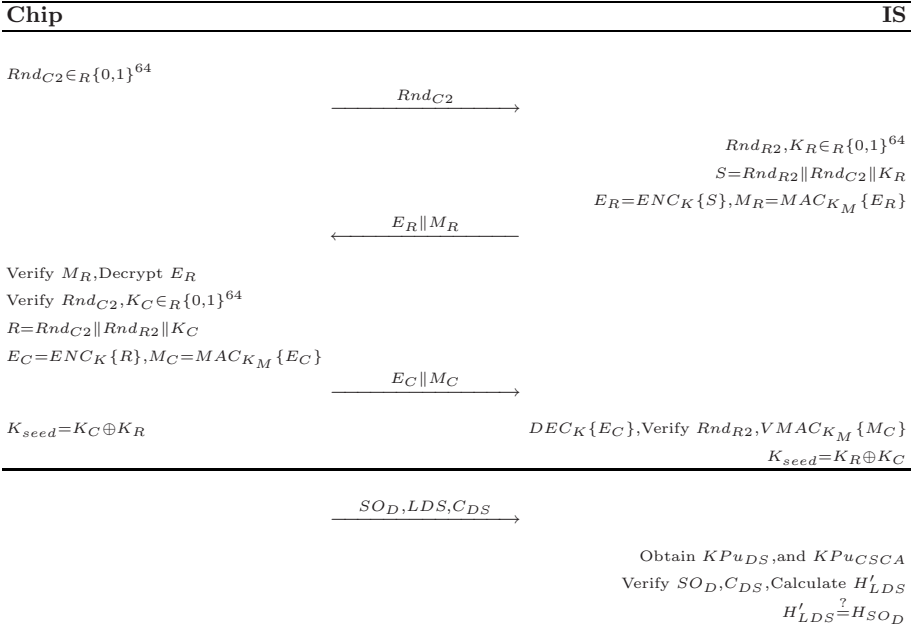 Chip IS
Rnd_{C2}∈_R{0,1}^{64}
Rnd_{C2}
Rnd_{R2},K_R∈_R{0,1}^{64}
S=Rnd_{R2}‖Rnd_{C2}‖K_R
E_R=ENC_K{S},M_R=MAC_{K_M}{E_R}
E_R‖M_R
Verify M_R,Decrypt E_R
Verify Rnd_{C2},K_C∈_R{0,1}^{64}
R=Rnd_{C2}‖Rnd_{R2}‖K_C
E_C=ENC_K{R},M_C=MAC_{K_M}{E_C}
E_C‖M_C
K_{seed}=K_C⊕K_R DEC_K{E_C},Verify Rnd_{R2},VMAC_{K_M}{M_C}
K_{seed}=K_R⊕K_C
SO_D,LDS,C_{DS}
Obtain KPu_{DS},and KPu_{CSCA}
Verify SO_D,C_{DS},Calculate H'_{LDS}
H'_{LDS}≟H_{SO_D}